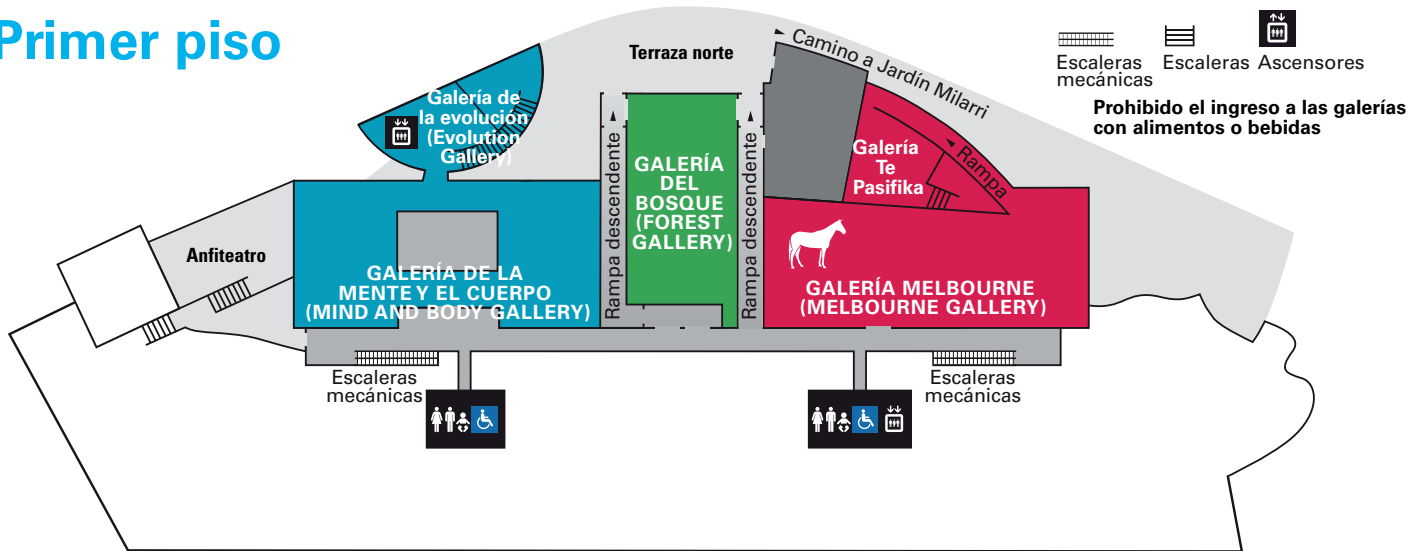 Primer piso
Terraza norte
Camino a Jardín Milarri
Escaleras
mecánicas
Escaleras
Ascensores
Prohibido el ingreso a las galerías
con alimentos o bebidas
Galería de
la evolución
(Evolution
Gallery)
Rampa descendente
GALERÍA
DEL
BOSQUE
(FOREST
GALLERY)
Rampa descendente
Galería
Te
Pasifika
Rampa
Anfiteatro
GALERÍA DE LA
MENTE Y EL CUERPO
(MIND AND BODY GALLERY)
GALERÍA MELBOURNE
(MELBOURNE GALLERY)
Escaleras
mecánicas
Escaleras
mecánicas